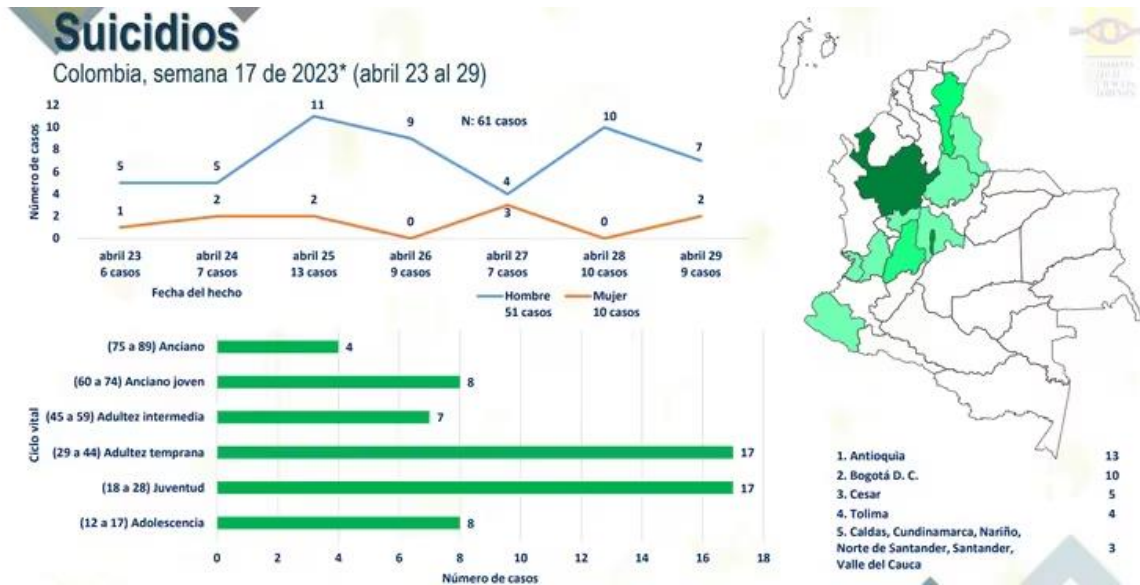 Suicidios
Colombia, semana 17 de 2023* (abril 23 al 29)
12
10
8
6
4
2
0
Número de casos
N: 61 casos
5
5
11
9
4
10
7
1
2
2
0
3
0
2
abril 23
6 casos
abril 24
7 casos
abril 25
13 casos
abril 26
9 casos
abril 27
7 casos
abril 28
10 casos
abril 29
9 casos
Fecha del hecho
Hombre
51 casos
Mujer
10 casos
Ciclo vital
(75 a 89) Anciano 4
(60 a 74) Anciano joven 8
(45 a 59) Adultez intermedia 7
(29 a 44) Adultez temprana 17
(18 a 28) Juventud 17
(12 a 17) Adolescencia 8
0 2 4 6 8 10 12 14 16 18
Número de casos
1. Antioquia 13
2. Bogotá D. C. 10
3. Cesar 5
4. Tolima 4
5. Caldas, Cundinamarca, Nariño,
Norte de Santander, Santander, 3
Valle del Cauca